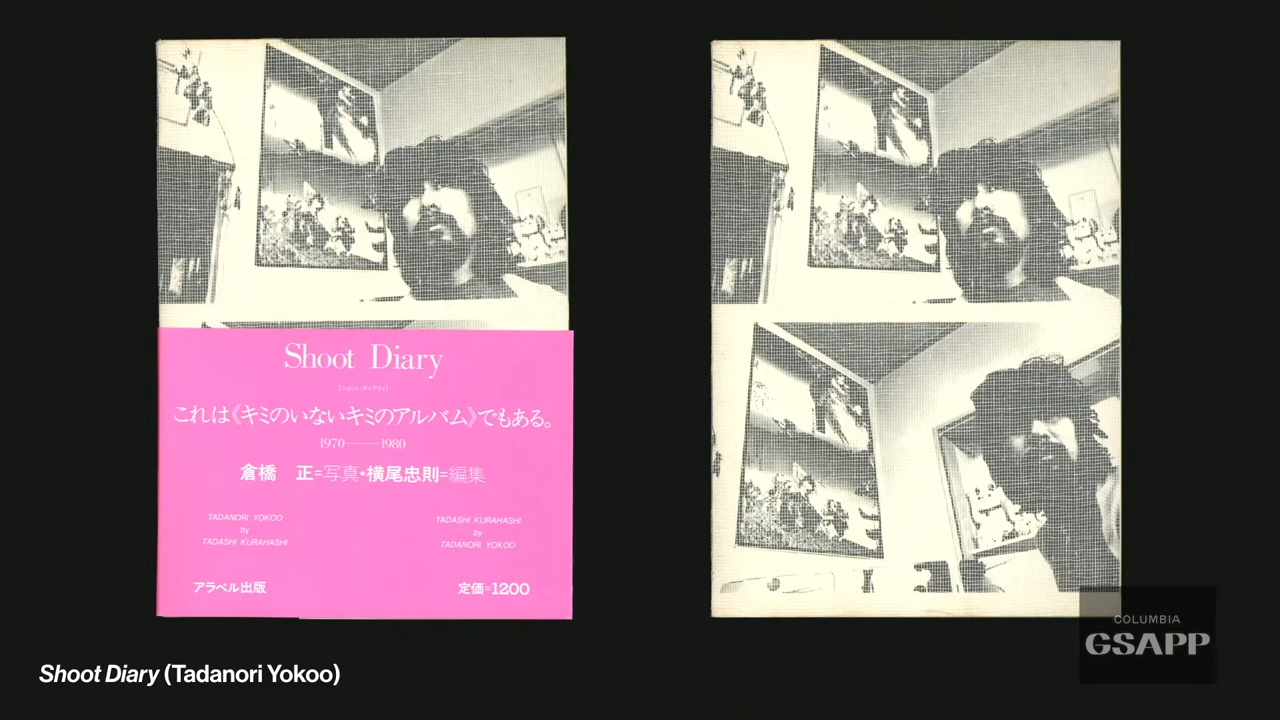 Shoot Diary
[ショット・ダイアリィ]
これは《キミのいないキミのアルバム》でもある。
1970——1980
倉橋 正=写真・横尾忠則=編集
TADANORI YOKOO
by
TADASHI KURAHASHI
TADASHI KURAHASHI
by
TADANORI YOKOO
アラベル出版
定価=1200
Shoot Diary (Tadanori Yokoo)
COLUMBIA
GSAPP